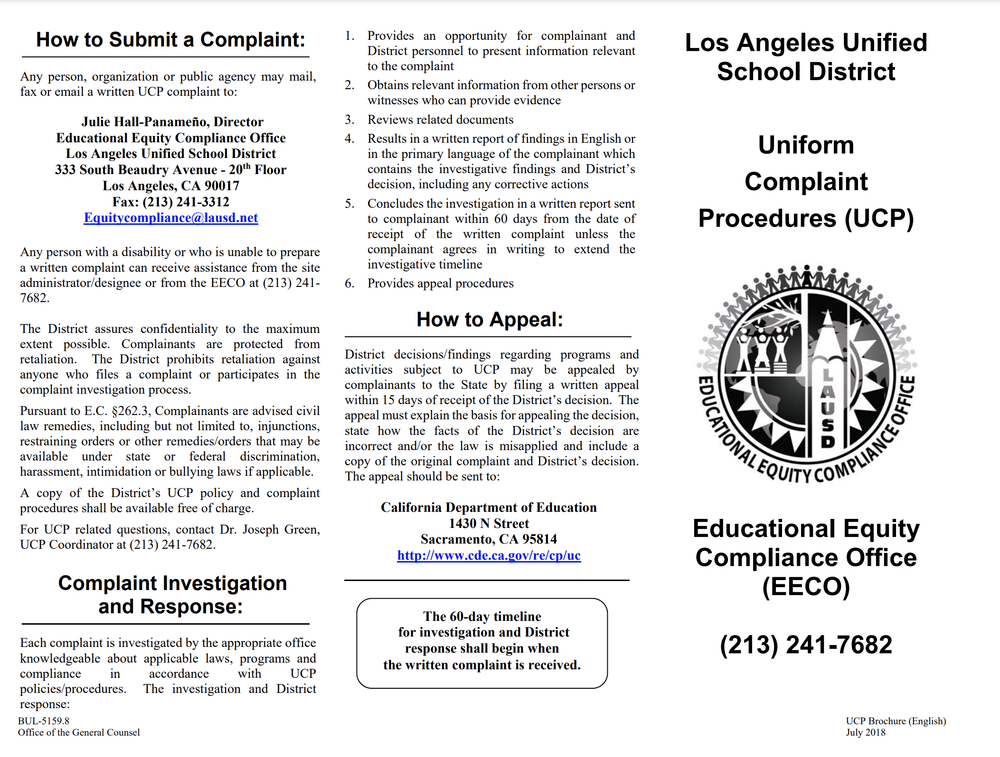 How to Submit a Complaint:
Any person, organization or public agency may mail,
fax or email a written UCP complaint to:
Julie Hall-Panameño, Director
Educational Equity Compliance Office
Los Angeles Unified School District
333 South Beaudry Avenue - 20th Floor
Los Angeles, CA 90017
Fax: (213) 241-3312
Equitycompliance@lausd.net
Any person with a disability or who is unable to prepare
a written complaint can receive assistance from the site
administrator/designee or from the EECO at (213) 241-
7682.
The District assures confidentiality to the maximum
extent possible. Complainants are protected from
retaliation. The District prohibits retaliation against
anyone who files a complaint or participates in the
complaint investigation process.
Pursuant to E.C. §262.3, Complainants are advised civil
law remedies, including but not limited to, injunctions,
restraining orders or other remedies/orders that may be
available under state or federal discrimination,
harassment, intimidation or bullying laws if applicable.
A copy of the District's UCP policy and complaint
procedures shall be available free of charge.
For UCP related questions, contact Dr. Joseph Green,
UCP Coordinator at (213) 241-7682.
Complaint Investigation
and Response:
Each complaint is investigated by the appropriate office
knowledgeable about applicable laws, programs and
compliance in accordance with UCP
policies/procedures. The investigation and District
response:
BUL-5159.8
Office of the General Counsel
1. Provides an opportunity for complainant and
District personnel to present information relevant
to the complaint
2. Obtains relevant information from other persons or
witnesses who can provide evidence
3. Reviews related documents
4. Results in a written report of findings in English or
in the primary language of the complainant which
contains the investigative findings and District's
decision, including any corrective actions
5. Concludes the investigation in a written report sent
to complainant within 60 days from the date of
receipt of the written complaint unless the
complainant agrees in writing to extend the
investigative timeline
6. Provides appeal procedures
How to Appeal:
District decisions/findings regarding programs and
activities subject to UCP may be appealed by
complainants to the State by filing a written appeal
within 15 days of receipt of the District's decision. The
appeal must explain the basis for appealing the decision,
state how the facts of the District's decision are
incorrect and/or the law is misapplied and include a
copy of the original complaint and District's decision.
The appeal should be sent to:
California Department of Education
1430 N Street
Sacramento, CA 95814
http://www.cde.ca.gov/re/cp/uc
The 60-day timeline
for investigation and District
response shall begin when
the written complaint is received.
Los Angeles Unified
School District
Uniform
Complaint
Procedures (UCP)
LAUSD
EDUCATIONAL EQUITY COMPLIANCE OFFICE
Educational Equity
Compliance Office
(EECO)
(213) 241-7682
UCP Brochure (English)
July 2018